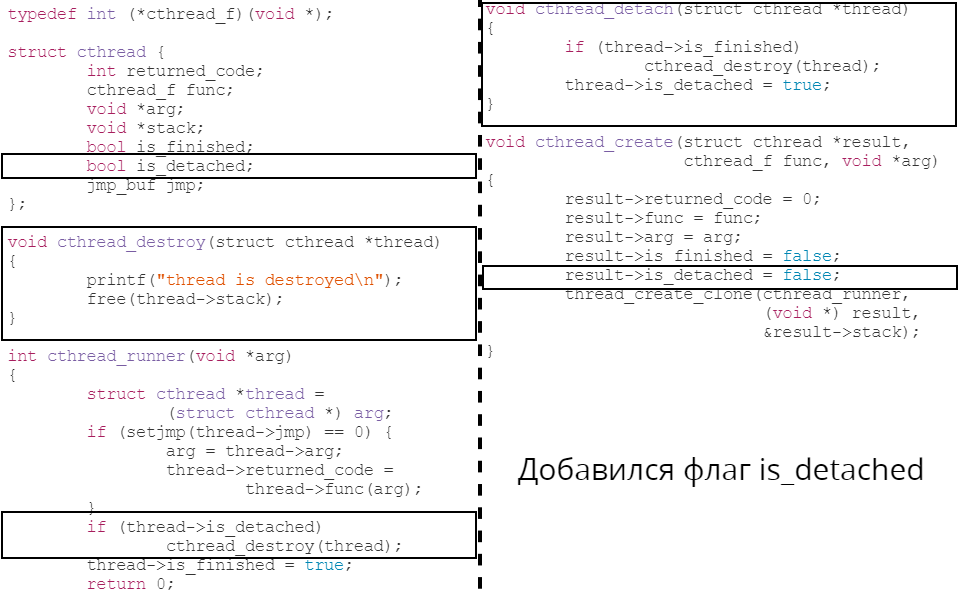 typedef int (*cthread_f)(void *);
struct cthread {
        int returned_code;
        cthread_f func;
        void *arg;
        void *stack;
        bool is_finished;
        bool is_detached;
        jmp_buf jmp;
};
void cthread_destroy(struct cthread *thread)
{
        printf("thread is destroyed\n");
        free(thread->stack);
}
int cthread_runner(void *arg)
{
        struct cthread *thread =
                (struct cthread *) arg;
        if (setjmp(thread->jmp) == 0) {
                arg = thread->arg;
                thread->returned_code =
                        thread->func(arg);
        }
        if (thread->is_detached)
                cthread_destroy(thread);
        thread->is_finished = true;
        return 0;
void cthread_detach(struct cthread *thread)
{
        if (thread->is_finished)
                cthread_destroy(thread);
        thread->is_detached = true;
}
void cthread_create(struct cthread *result,
                    cthread_f func, void *arg)
{
        result->returned_code = 0;
        result->func = func;
        result->arg = arg;
        result->is_finished = false;
        result->is_detached = false;
        thread_create_clone(cthread_runner,
                            (void *) result,
                            &result->stack);
}
Добавился флаг is_detached